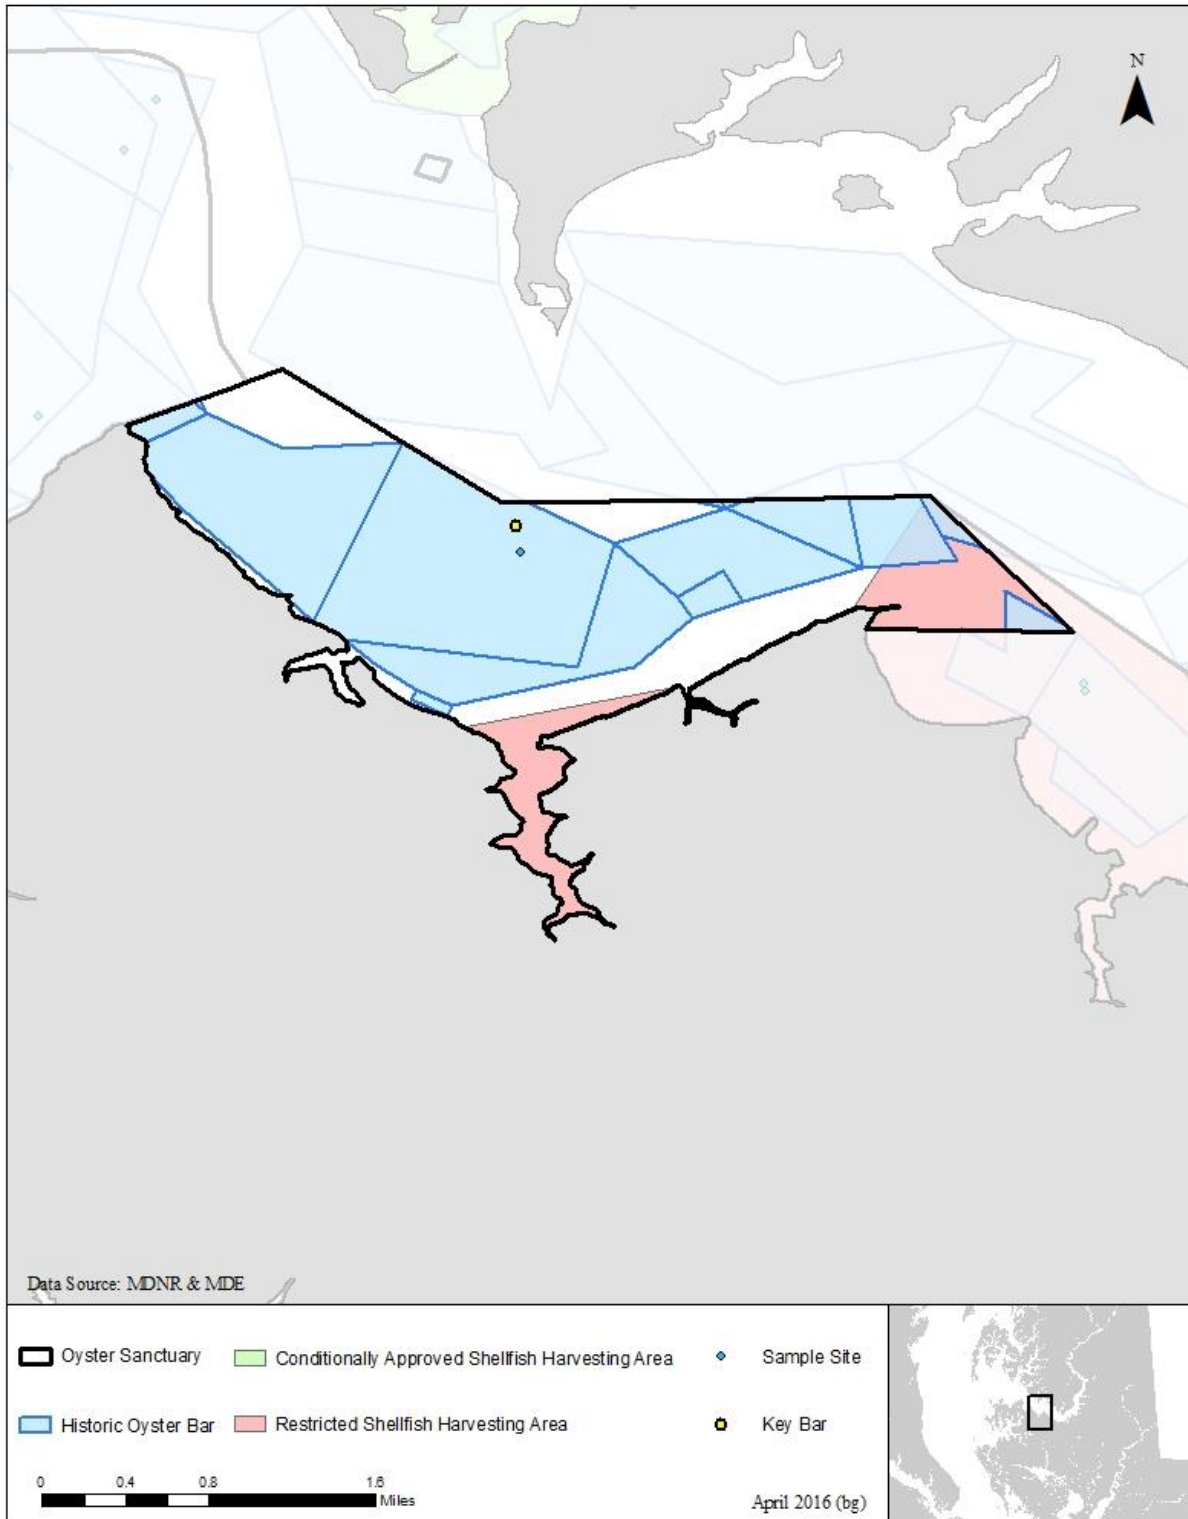 N
Data Source: MDNR & MDE
Oyster Sanctuary
Conditionally Approved Shellfish Harvesting Area
Sample Site
Historic Oyster Bar
Restricted Shellfish Harvesting Area
Key Bar
0 0.4 0.8 1.6
Miles
April 2016 (bg)